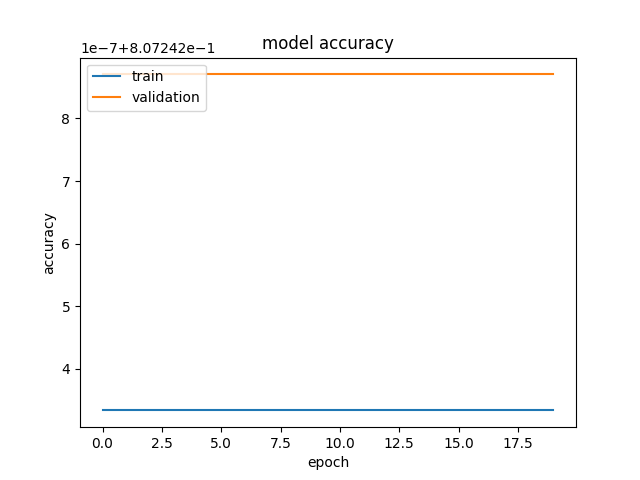 model accuracy
1e−7+8.07242e−1
train
validation
8
7
6
5
4
accuracy
0.0 2.5 5.0 7.5 10.0 12.5 15.0 17.5
epoch